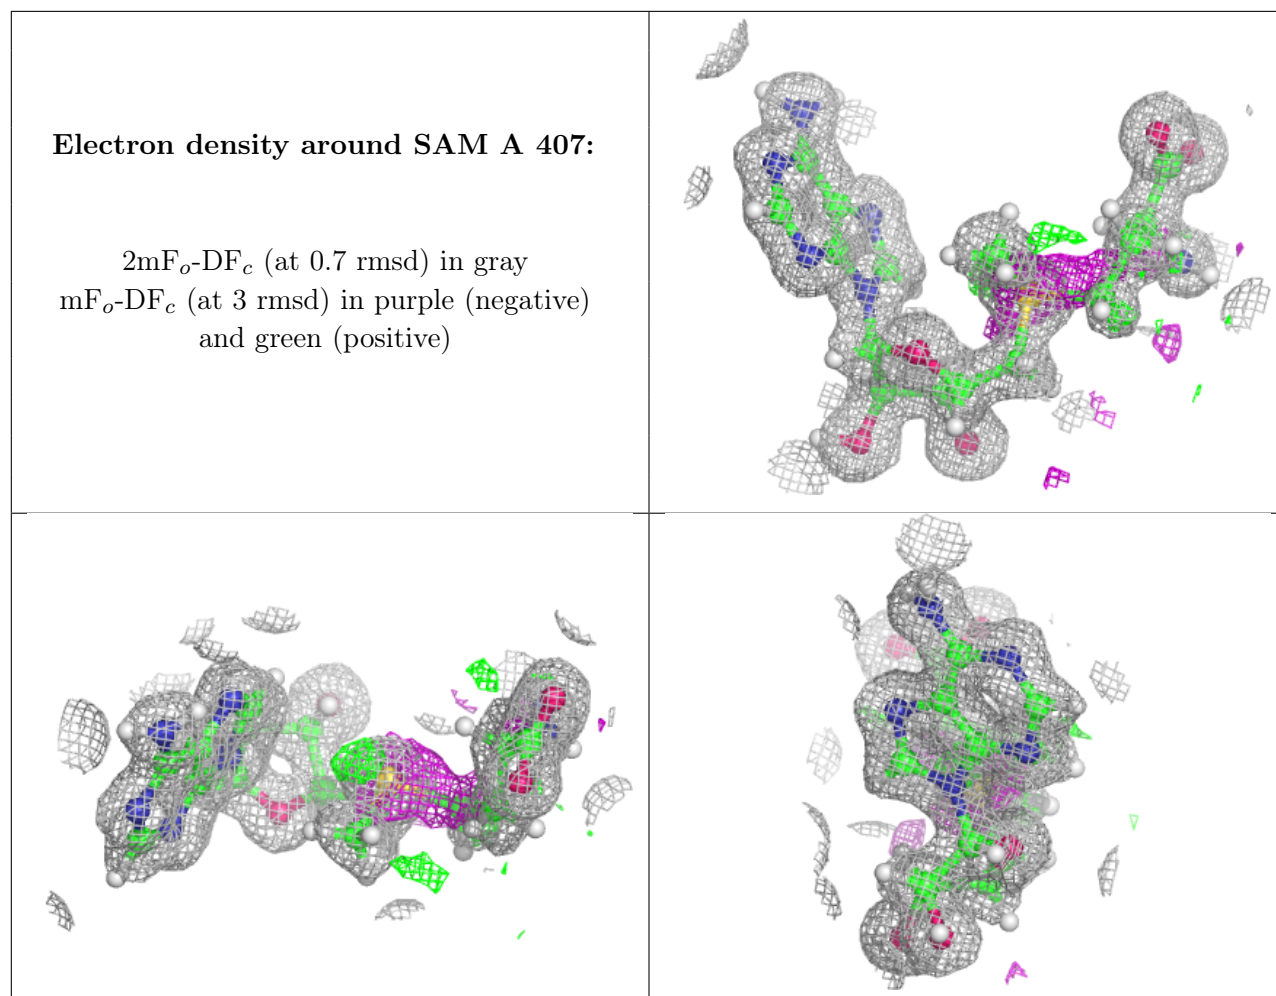 Electron density around SAM A 407:
2mFo-DFc (at 0.7 rmsd) in gray
mFo-DFc (at 3 rmsd) in purple (negative)
and green (positive)